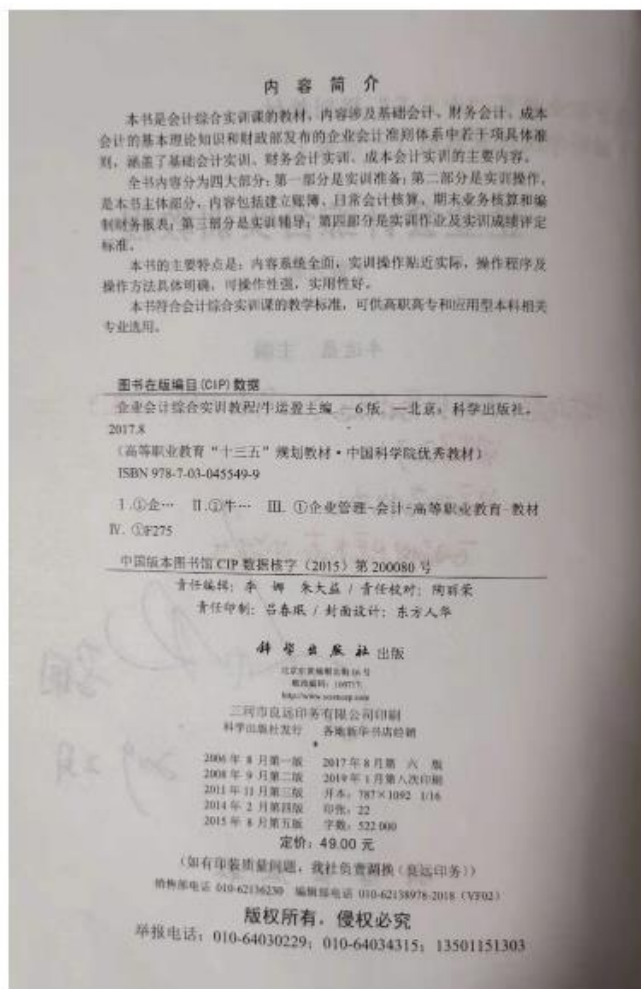 内 容 简 介
本书是会计综合实训课的教材，内容涉及基础会计、财务会计、成本
会计的基本理论知识和财政部发布的企业会计准则体系中若干项具体准
则，涵盖了基础会计实训、财务会计实训、成本会计实训的主要内容。
全书内容分为四大部分：第一部分是实训准备；第二部分是实训操作，
是本书主体部分，内容包括建立账簿、日常会计核算、期末业务核算和编
制财务报表；第三部分是实训辅导；第四部分是实训作业及实训成绩评定
标准。
本书的主要特点是：内容系统全面，实训操作贴近实际，操作程序及
操作方法具体明确，可操作性强，实用性好。
本书符合会计综合实训课的教学标准，可供高职高专和应用型本科相关
专业选用。
图书在版编目(CIP)数据
企业会计综合实训教程/牛运盈主编. —6版. —北京：科学出版社，
2017.8
（高等职业教育“十三五”规划教材·中国科学院优秀教材）
ISBN 978-7-03-045549-9
Ⅰ.①企… Ⅱ.②牛… Ⅲ.①企业管理-会计-高等职业教育-教材
Ⅳ.①F275
中国版本图书馆CIP数据核字（2015）第200080号
责任编辑：李 娜 朱大益 / 责任校对：陶丽荣
责任印制：吕春珉 / 封面设计：东方人华
科学出版社 出版
北京东黄城根北街16号
邮政编码：100717
http://www.sciencep.com
三河市良远印务有限公司印刷
科学出版社发行 各地新华书店经销
*
2006年8月第一版 2017年8月第六版
2008年9月第二版 2019年1月第八次印刷
2011年11月第三版 开本：787×1092 1/16
2014年2月第四版 印张：22
2015年8月第五版 字数：522 000
定价：49.00元
（如有印装质量问题，我社负责调换〈良远印务〉）
销售部电话 010-62136230 编辑部电话 010-62138978-2018（VF02）
版权所有，侵权必究
举报电话：010-64030229；010-64034315；13501151303